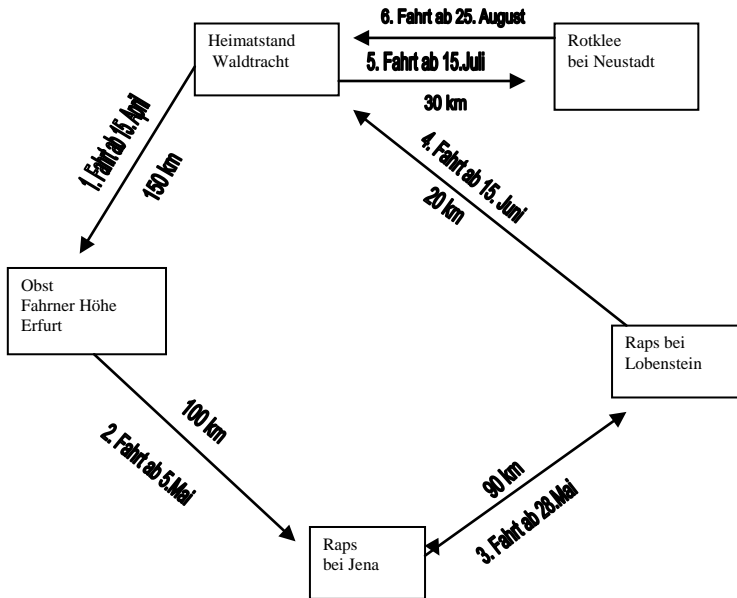 6. Fahrt ab 25. August
Heimatstand
Waldtracht
Rotklee
bei Neustadt
5. Fahrt ab 15.Juli
30 km
1.Fahrt ab 15. April
150 km
4. Fahrt ab 15. Juni
20 km
Obst
Fahrner Höhe
Erfurt
Raps bei
Lobenstein
100 km
2. Fahrt ab 5.Mai
90 km
3. Fahrt ab 28.Mai
Raps
bei Jena